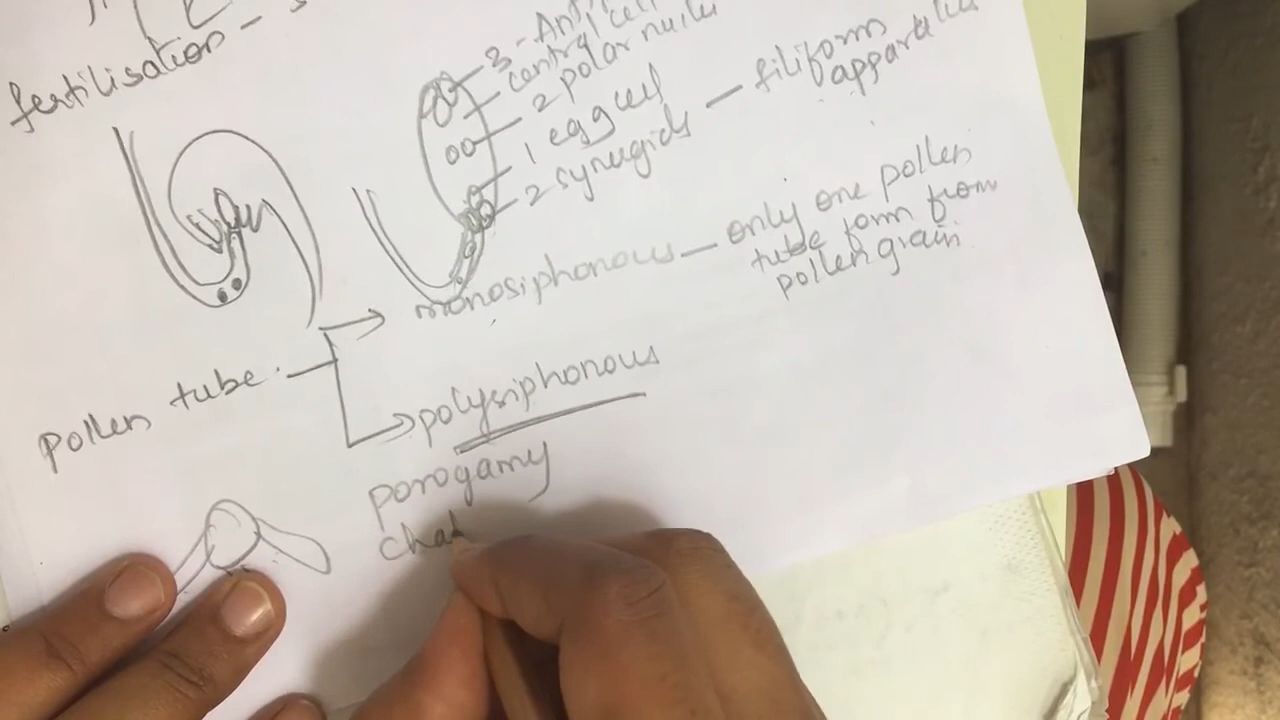 fertilisation -
3 - Anti
central cell
2 polar nuclei
1 egg cell
2 synergids — filiform
apparatus
monosiphonous — only one pollen
tube form from
pollen grain
pollen tube
polysiphonous
porogamy
chal